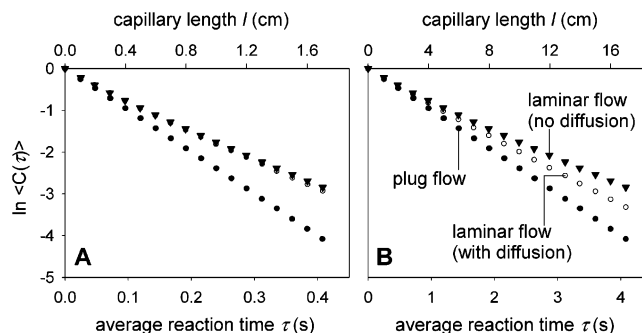 capillary length l (cm)
0.0 0.4 0.8 1.2 1.6
0
-1
-2
-3
-4
-5
ln <C(τ)>
A
0.0 0.1 0.2 0.3 0.4
average reaction time τ (s)
capillary length l (cm)
0 4 8 12 16
laminar flow
(no diffusion)
plug flow
laminar flow
(with diffusion)
B
0 1 2 3 4
average reaction time τ (s)